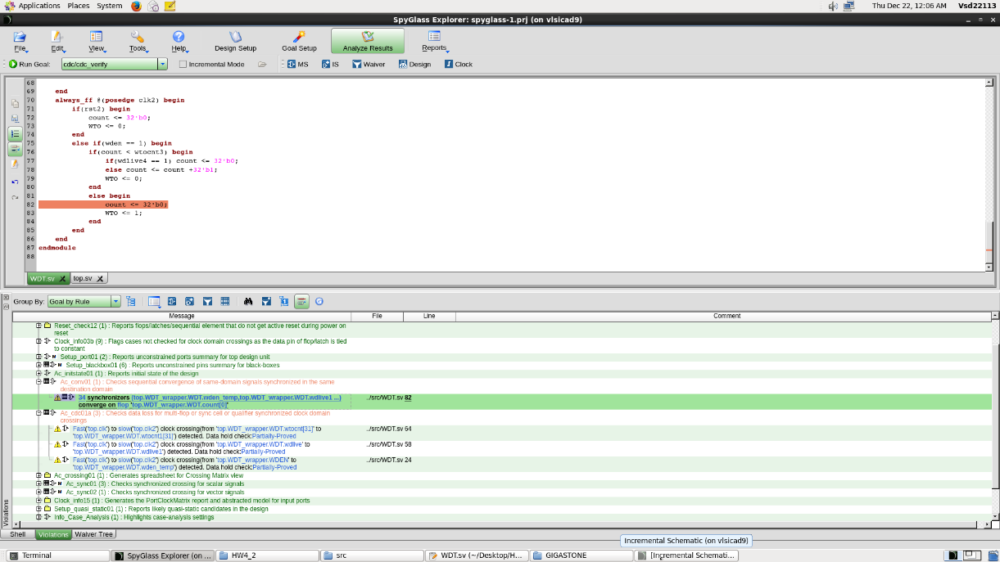 Applications Places System Thu Dec 22, 12:06 AM Vsd22113
SpyGlass Explorer: spyglass-1.prj (on vlsicad9)
File Edit View Tools Help Design Setup Goal Setup Analyze Results Reports
Run Goal: cdc/cdc_verify Incremental Mode MS IS Waiver Design Clock
68
69 end
70 always_ff @(posedge clk2) begin
71 if(rst2) begin
72 count <= 32'b0;
73 WTO <= 0;
74 end
75 else if(wden == 1) begin
76 if(count < wtocnt3) begin
77 if(wdlive4 == 1) count <= 32'b0;
78 else count <= count +32'b1;
79 WTO <= 0;
80 end
81 else begin
82 count <= 32'b0;
83 WTO <= 1;
84 end
85 end
86 end
87 endmodule
88
WDT.sv top.sv
Group By: Goal by Rule
Message File Line Comment
Reset_check12 (1) : Reports flops/latches/sequential element that do not get active reset during power on
reset
Clock_info03b (9) : Flags cases not checked for clock domain crossings as the data pin of flop/latch is tied
to constant
Setup_port01 (2) : Reports unconstrained ports summary for top design unit
Setup_blackbox01 (6) : Reports unconstrained pins summary for black-boxes
Ac_initstate01 (1) : Reports initial state of the design
Ac_conv01 (1) : Checks sequential convergence of same-domain signals synchronized in the same
destination domain
34 synchronizers (top.WDT_wrapper.WDT.wden_temp,top.WDT_wrapper.WDT.wdlive1 ...) ../src/WDT.sv 82
converge on flop 'top.WDT_wrapper.WDT.count[0]'
Ac_cdc01a (3) : Checks data loss for multi-flop or sync cell or qualifier synchronized clock domain
crossings
Fast('top.clk') to slow('top.clk2') clock crossing(from 'top.WDT_wrapper.WDT.wtocnt[31]' to ../src/WDT.sv 64
'top.WDT_wrapper.WDT.wtocnt1[31]') detected. Data hold check:Partially-Proved
Fast('top.clk') to slow('top.clk2') clock crossing(from 'top.WDT_wrapper.WDT.wdlive' to ../src/WDT.sv 58
'top.WDT_wrapper.WDT.wdlive1') detected. Data hold check:Partially-Proved
Fast('top.clk') to slow('top.clk2') clock crossing(from 'top.WDT_wrapper.WDEN' to ../src/WDT.sv 24
'top.WDT_wrapper.WDT.wden_temp') detected. Data hold check:Partially-Proved
Ac_crossing01 (1) : Generates spreadsheet for Crossing Matrix view
Ac_sync01 (3) : Checks synchronized crossing for scalar signals
Ac_sync02 (1) : Checks synchronized crossing for vector signals
Clock_info15 (1) : Generates the PortClockMatrix report and abstracted model for input ports
Setup_quasi_static01 (1) : Reports likely quasi-static candidates in the design
Info_Case_Analysis (1) : Highlights case-analysis settings
Violations
Shell Violations Waiver Tree
Incremental Schematic (on vlsicad9)
Terminal SpyGlass Explorer (on ... HW4_2 src WDT.sv (~/Desktop/H... GIGASTONE [Incremental Schemati...